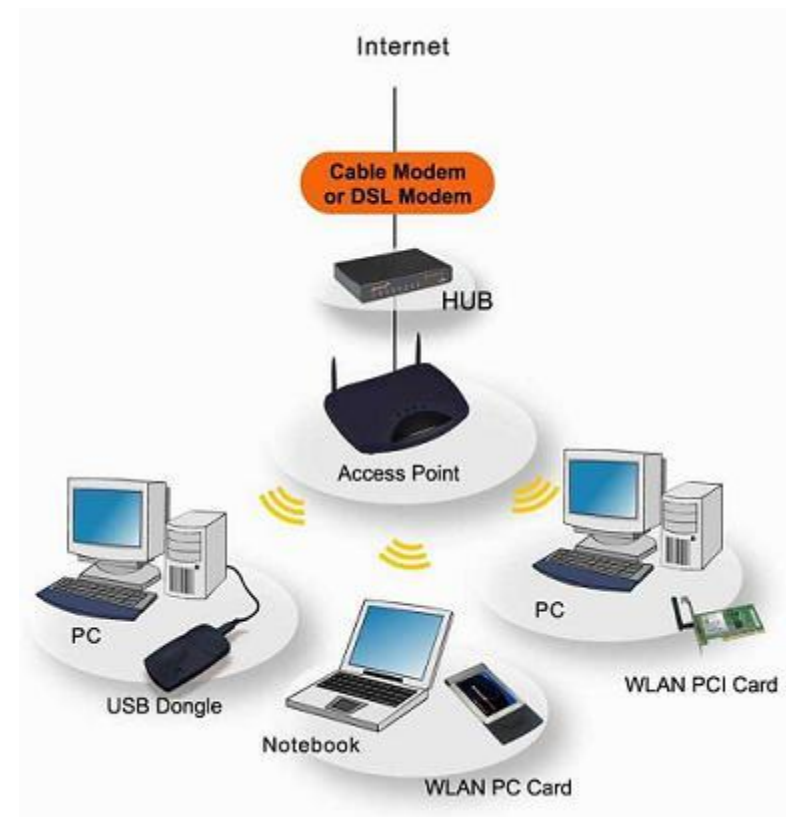 Internet
Cable Modem
or DSL Modem
HUB
Access Point
PC
PC
USB Dongle
WLAN PCI Card
Notebook
WLAN PC Card